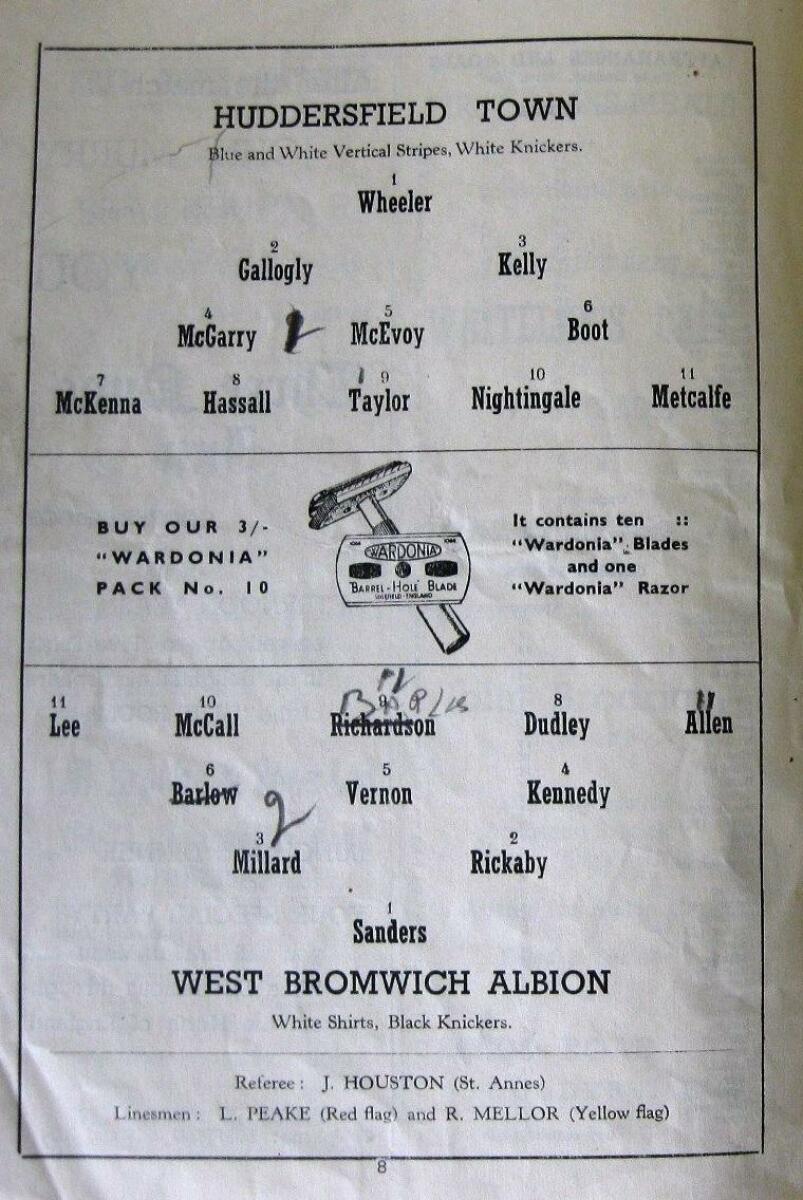 HUDDERSFIELD TOWN
Blue and White Vertical Stripes, White Knickers.
1
Wheeler
2 3
Gallogly Kelly
4 5 6
McGarry 2 McEvoy Boot
7 8 1 9 10 11
McKenna Hassall Taylor Nightingale Metcalfe
BUY OUR 3/-
"WARDONIA"
PACK No. 10
WARDONIA
"BARREL-HOLE" BLADE
It contains ten ::
"Wardonia" Blades
and one
"Wardonia" Razor
11 10 9 8 11
Lee McCall Richardson Dudley Allen
6 5 4
Barlow Vernon Kennedy
2
3 2
Millard Rickaby
1
Sanders
WEST BROMWICH ALBION
White Shirts, Black Knickers.
Referee : J. HOUSTON (St. Annes)
Linesmen : L. PEAKE (Red flag) and R. MELLOR (Yellow flag)
8